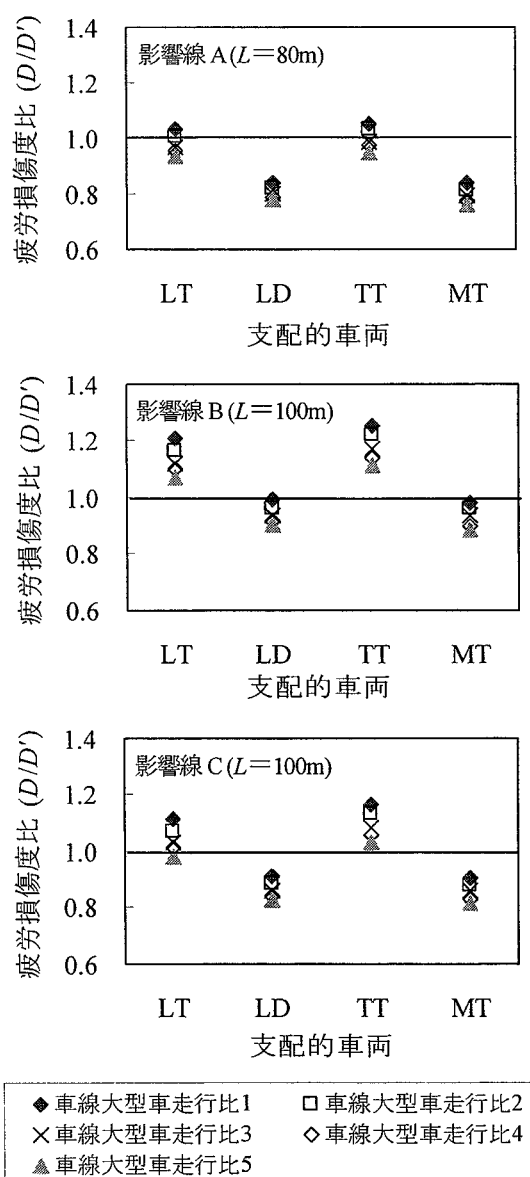 疲労損傷度比 (D/D')
1.4
影響線 A (L＝80m)
1.2
1.0
0.8
0.6
LT LD TT MT
支配的車両
疲労損傷度比 (D/D')
1.4
影響線 B (L＝100m)
1.2
1.0
0.8
0.6
LT LD TT MT
支配的車両
疲労損傷度比 (D/D')
1.4
影響線 C (L＝100m)
1.2
1.0
0.8
0.6
LT LD TT MT
支配的車両
車線大型車走行比1 車線大型車走行比2
車線大型車走行比3 車線大型車走行比4
車線大型車走行比5